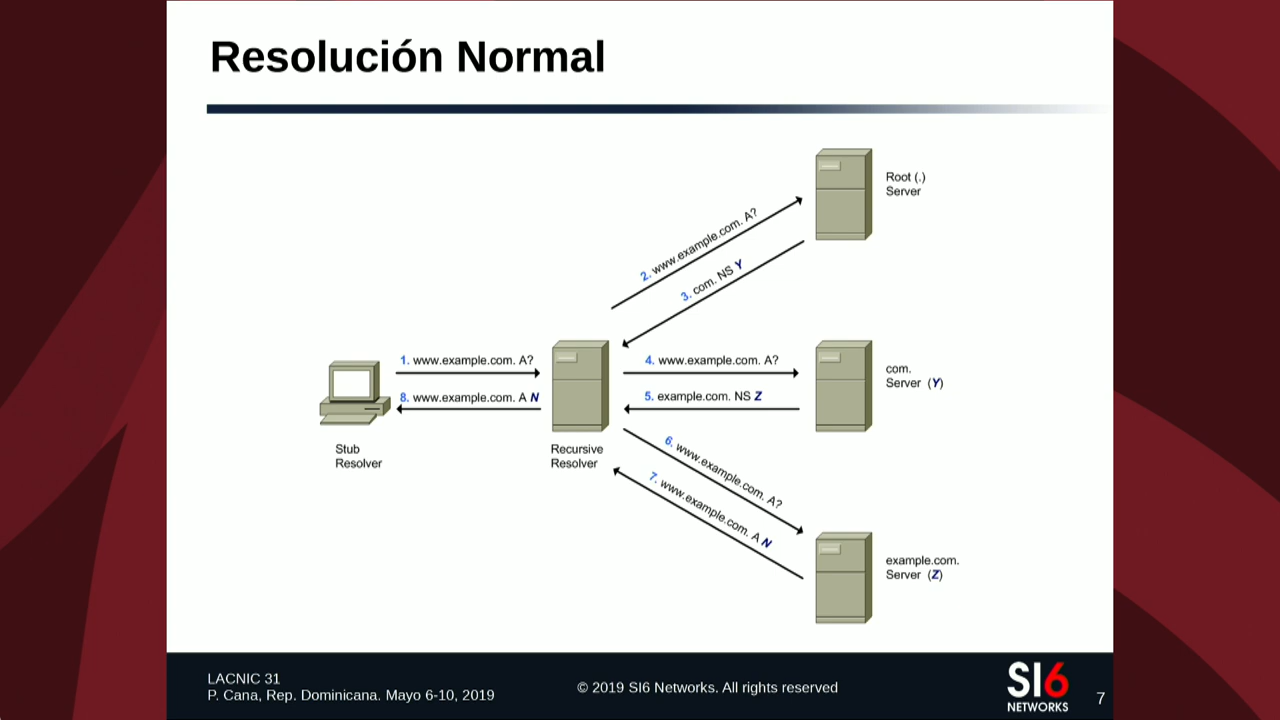 Resolución Normal
Root (.)
Server
2. www.example.com. A?
3. com. NS Y
1. www.example.com. A?
8. www.example.com. A N
4. www.example.com. A?
5. example.com. NS Z
com.
Server (Y)
Stub
Resolver
Recursive
Resolver
6. www.example.com. A?
7. www.example.com. A N
example.com.
Server (Z)
LACNIC 31
P. Cana, Rep. Dominicana. Mayo 6-10, 2019
© 2019 SI6 Networks. All rights reserved
SI6
NETWORKS
7